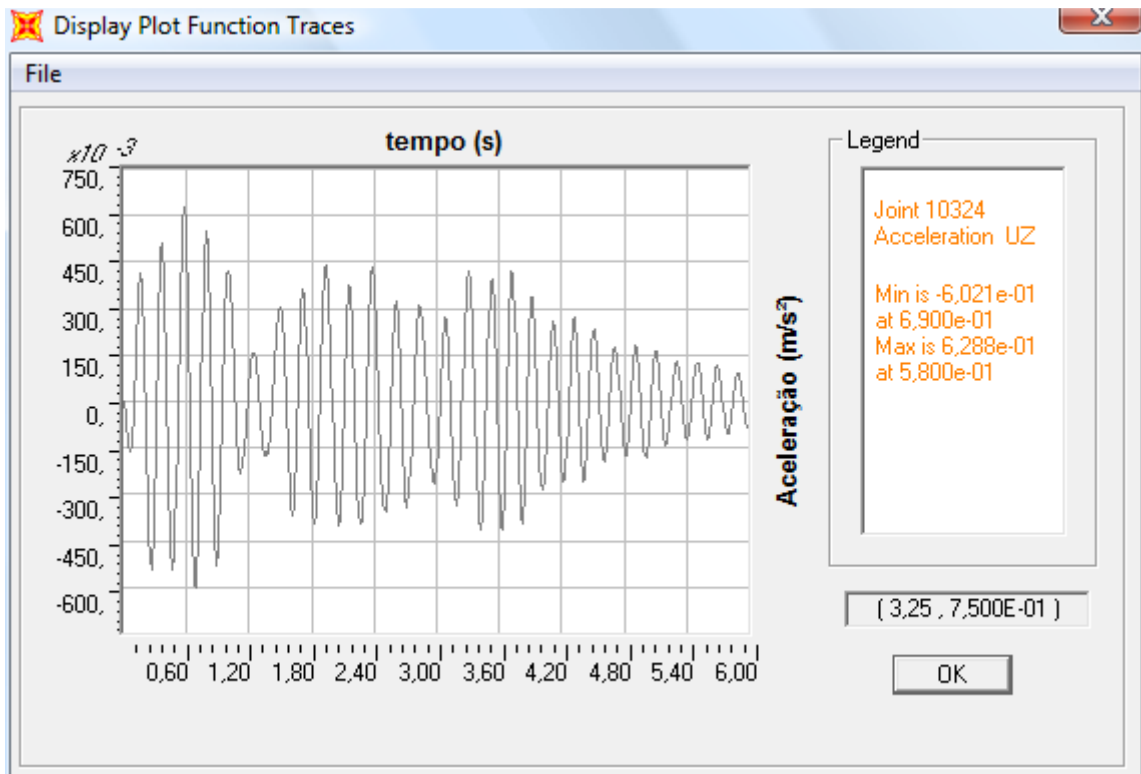 Display Plot Function Traces
X
File
x10 -3
tempo (s)
750,
600,
450,
300,
150,
0,
-150,
-300,
-450,
-600,
0,60 1,20 1,80 2,40 3,00 3,60 4,20 4,80 5,40 6,00
Aceleração (m/s²)
Legend
Joint 10324
Acceleration UZ
Min is -6,021e-01
at 6,900e-01
Max is 6,288e-01
at 5,800e-01
( 3,25 , 7,500E-01 )
OK